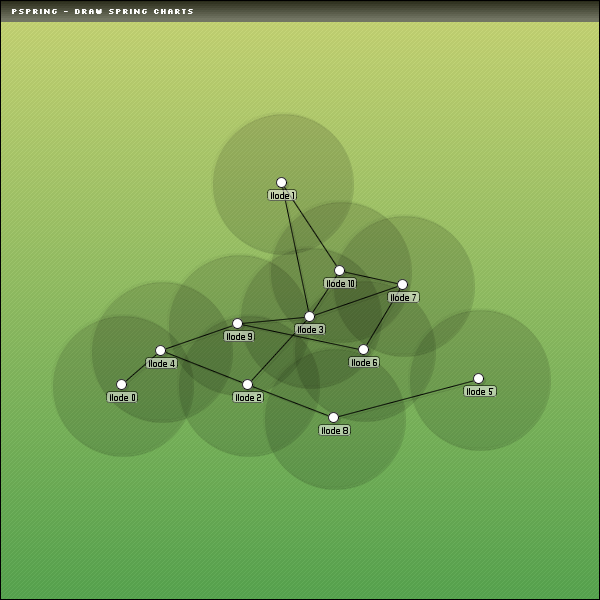 PSPRING - DRAW SPRING CHARTS
Node 1
Node 10
Node 7
Node 3
Node 9
Node 6
Node 4
Node 5
Node 0
Node 2
Node 8